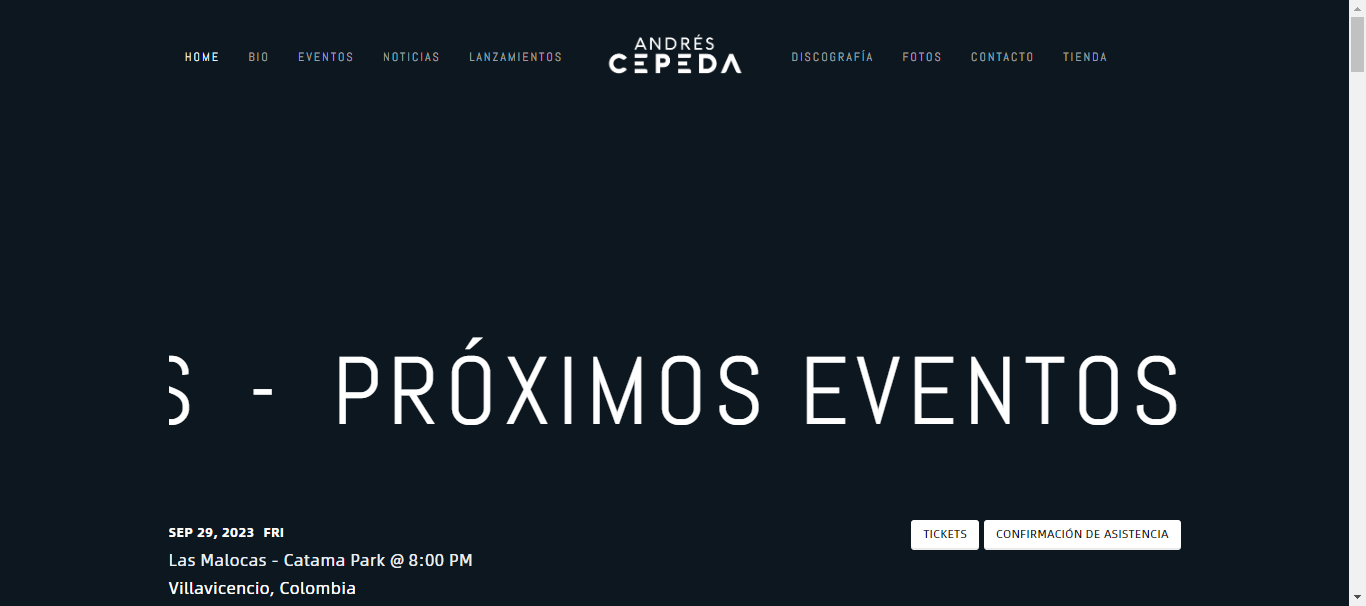 HOME BIO EVENTOS NOTICIAS LANZAMIENTOS
ANDRÉS
CEPEDA
DISCOGRAFÍA FOTOS CONTACTO TIENDA
S - PRÓXIMOS EVENTOS
SEP 29, 2023 FRI
Las Malocas - Catama Park @ 8:00 PM
Villavicencio, Colombia
TICKETS CONFIRMACIÓN DE ASISTENCIA